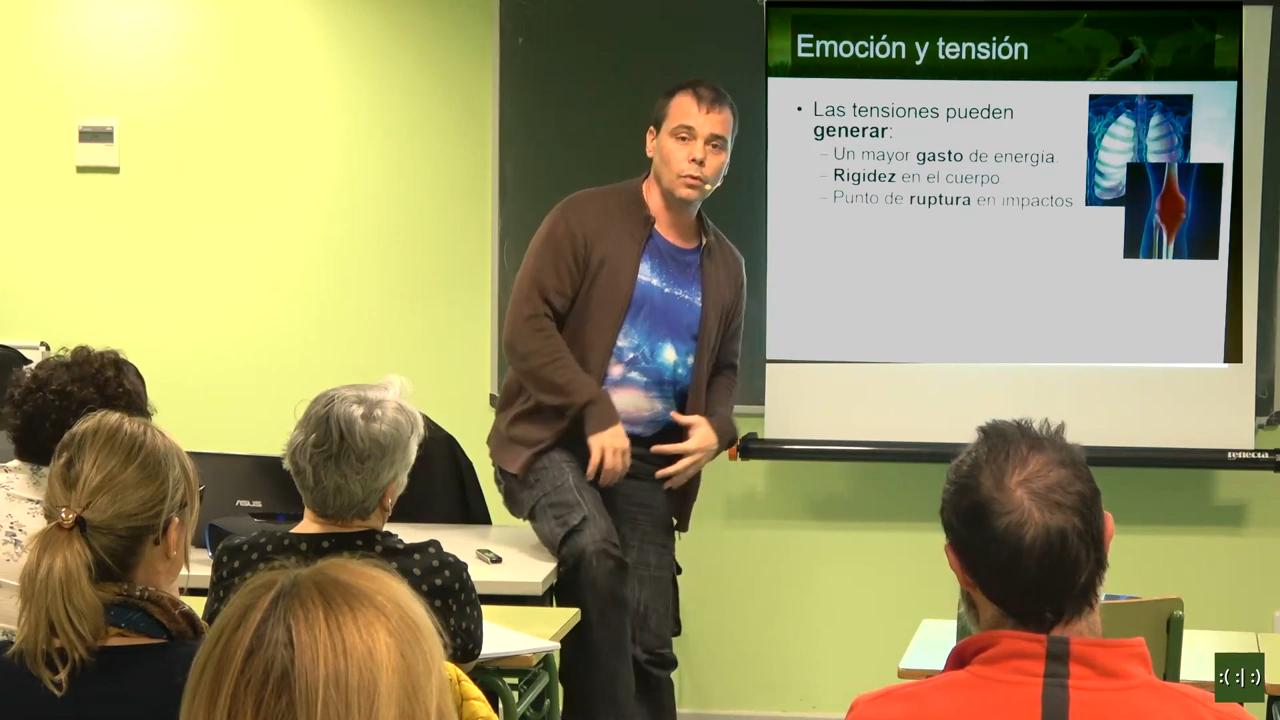 Emoción y tensión
• Las tensiones pueden
generar:
– Un mayor gasto de energía.
– Rigidez en el cuerpo
– Punto de ruptura en impactos
ASUS
reflecta
:( :| :)